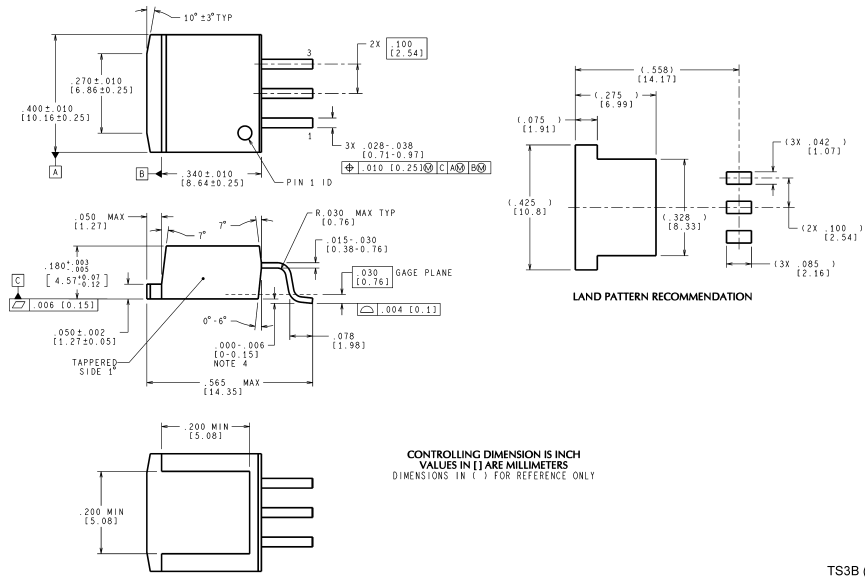 10° ±3° TYP
3
2X .100
[2.54]
.270±.010
[6.86±0.25]
.400±.010
[10.16±0.25]
1
3X .028-.038
[0.71-0.97]
⌖ .010 [0.25]Ⓜ C AⓂ BⓂ
A
B
.340±.010
[8.64±0.25]
PIN 1 ID
(.558)
[14.17]
(.275 )
[6.99]
(.075 )
[1.91]
(3X .042 )
[1.07]
(.425 )
[10.8]
(.328 )
[8.33]
(2X .100 )
[2.54]
(3X .085 )
[2.16]
LAND PATTERN RECOMMENDATION
.050 MAX
[1.27]
7°
7°
R.030 MAX TYP
[0.76]
.015-.030
[0.38-0.76]
C
.180 +.003 -.005
[ 4.57 +0.07 -0.12 ]
.030
[0.76]
GAGE PLANE
⏥ .006 [0.15]
⌓ .004 [0.1]
0°-6°
.050±.002
[1.27±0.05]
.078
[1.98]
.000-.006
[0-0.15]
NOTE 4
TAPPERED
SIDE 1°
.565 MAX
[14.35]
.200 MIN
[5.08]
.200 MIN
[5.08]
CONTROLLING DIMENSION IS INCH
VALUES IN [ ] ARE MILLIMETERS
DIMENSIONS IN ( ) FOR REFERENCE ONLY
TS3B (